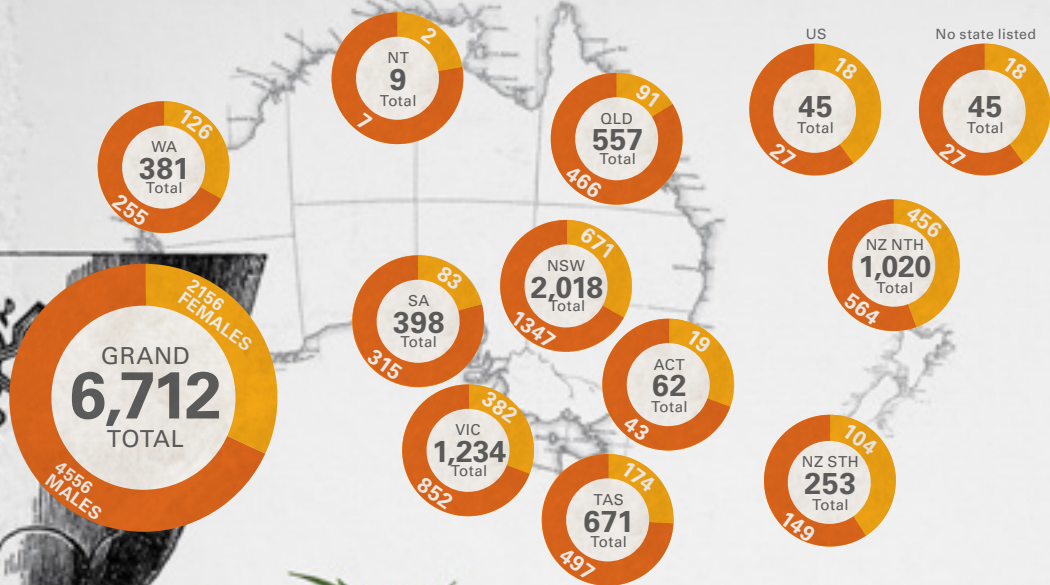 NT
9
Total
2
7
US
45
Total
18
27
No state listed
45
Total
18
27
WA
381
Total
126
255
QLD
557
Total
91
466
NZ NTH
1,020
Total
456
564
NSW
2,018
Total
671
1347
SA
398
Total
83
315
GRAND
6,712
TOTAL
2156
FEMALES
4556
MALES
ACT
62
Total
19
43
VIC
1,234
Total
382
852
NZ STH
253
Total
104
149
TAS
671
Total
174
497